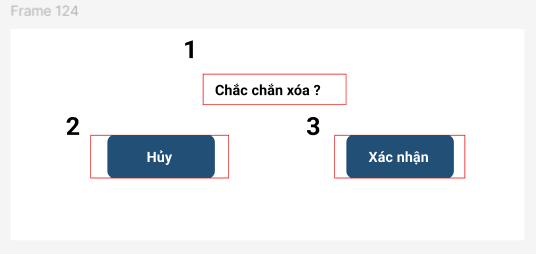 Frame 124
1
Chắc chắn xóa ?
2
Hủy
3
Xác nhận